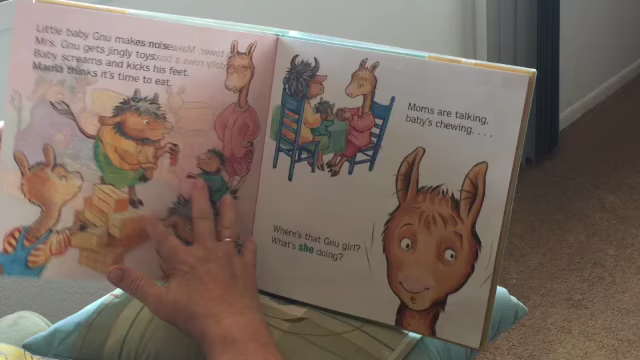 Little baby Gnu makes noise.
Mrs. Gnu gets jingly toys.
Baby screams and kicks his feet.
Mama thinks it's time to eat.
Moms are talking,
baby's chewing. . . .
Where's that Gnu girl?
What's she doing?